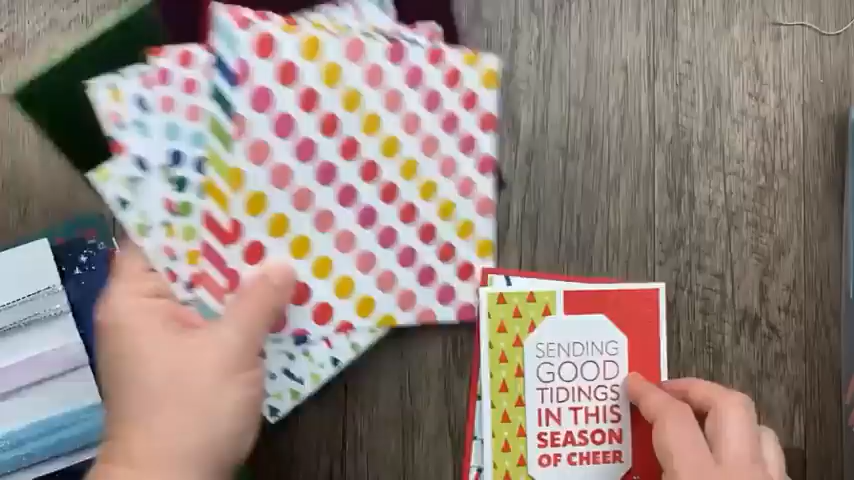 SENDING
GOOD
TIDINGS
IN THIS
SEASON
OF CHEER